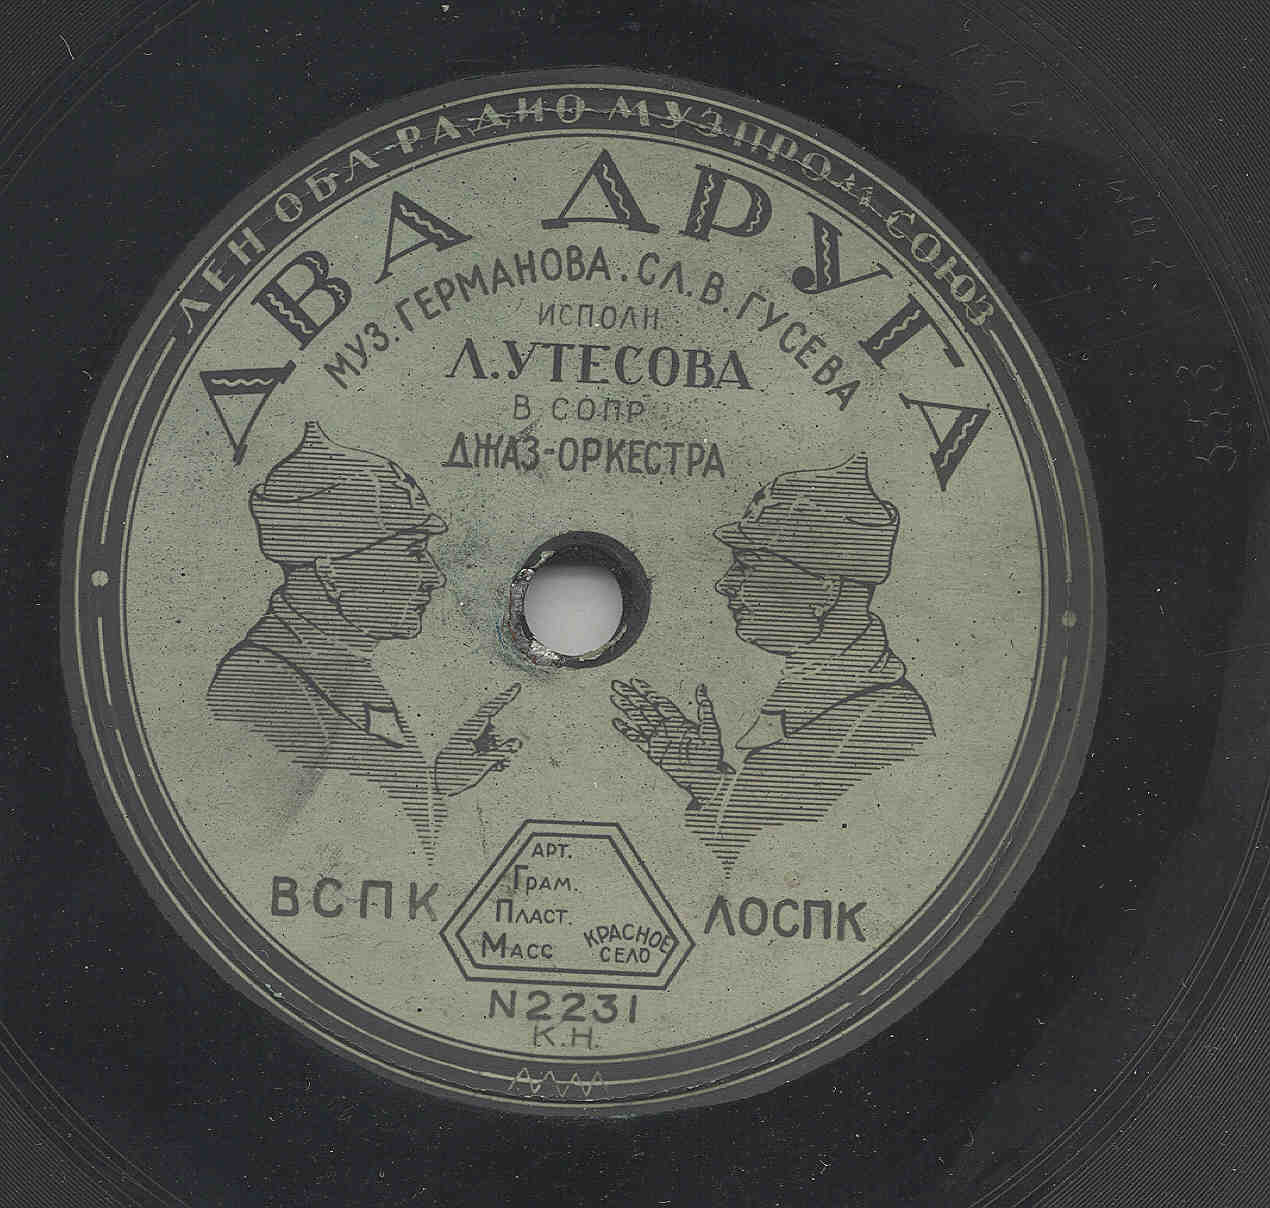 ЛЕН ОБЛ РАДИО МУЗПРОМ СОЮЗ
ДВА ДРУГА
МУЗ. ГЕРМАНОВА. СЛ. В. ГУСЕВА
ИСПОЛН
Л. УТЕСОВА
В СОПР
ДЖАЗ-ОРКЕСТРА
АРТ.
ГРАМ.
ПЛАСТ.
МАСС
КРАСНОЕ
СЕЛО
ВСПК
ЛОСПК
N2231
К.Н.